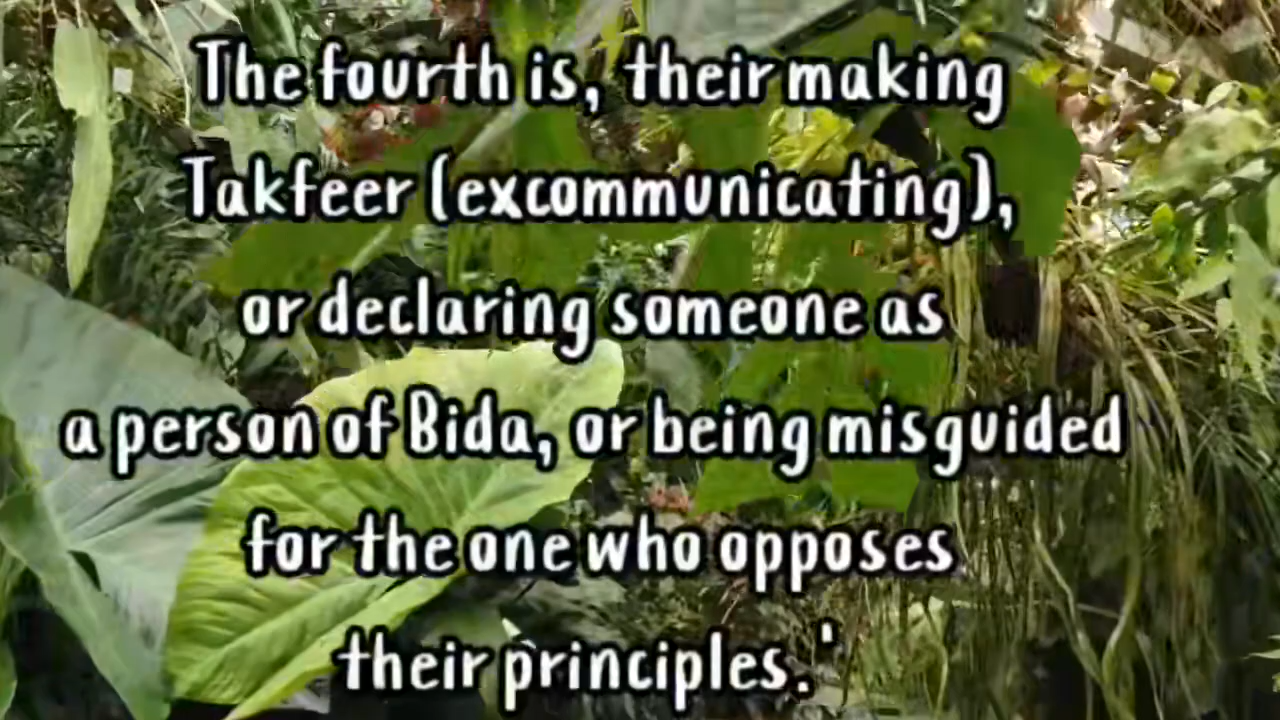 The fourth is, their making
Takfeer (excommunicating),
or declaring someone as
a person of Bida, or being misguided
for the one who opposes
their principles.'